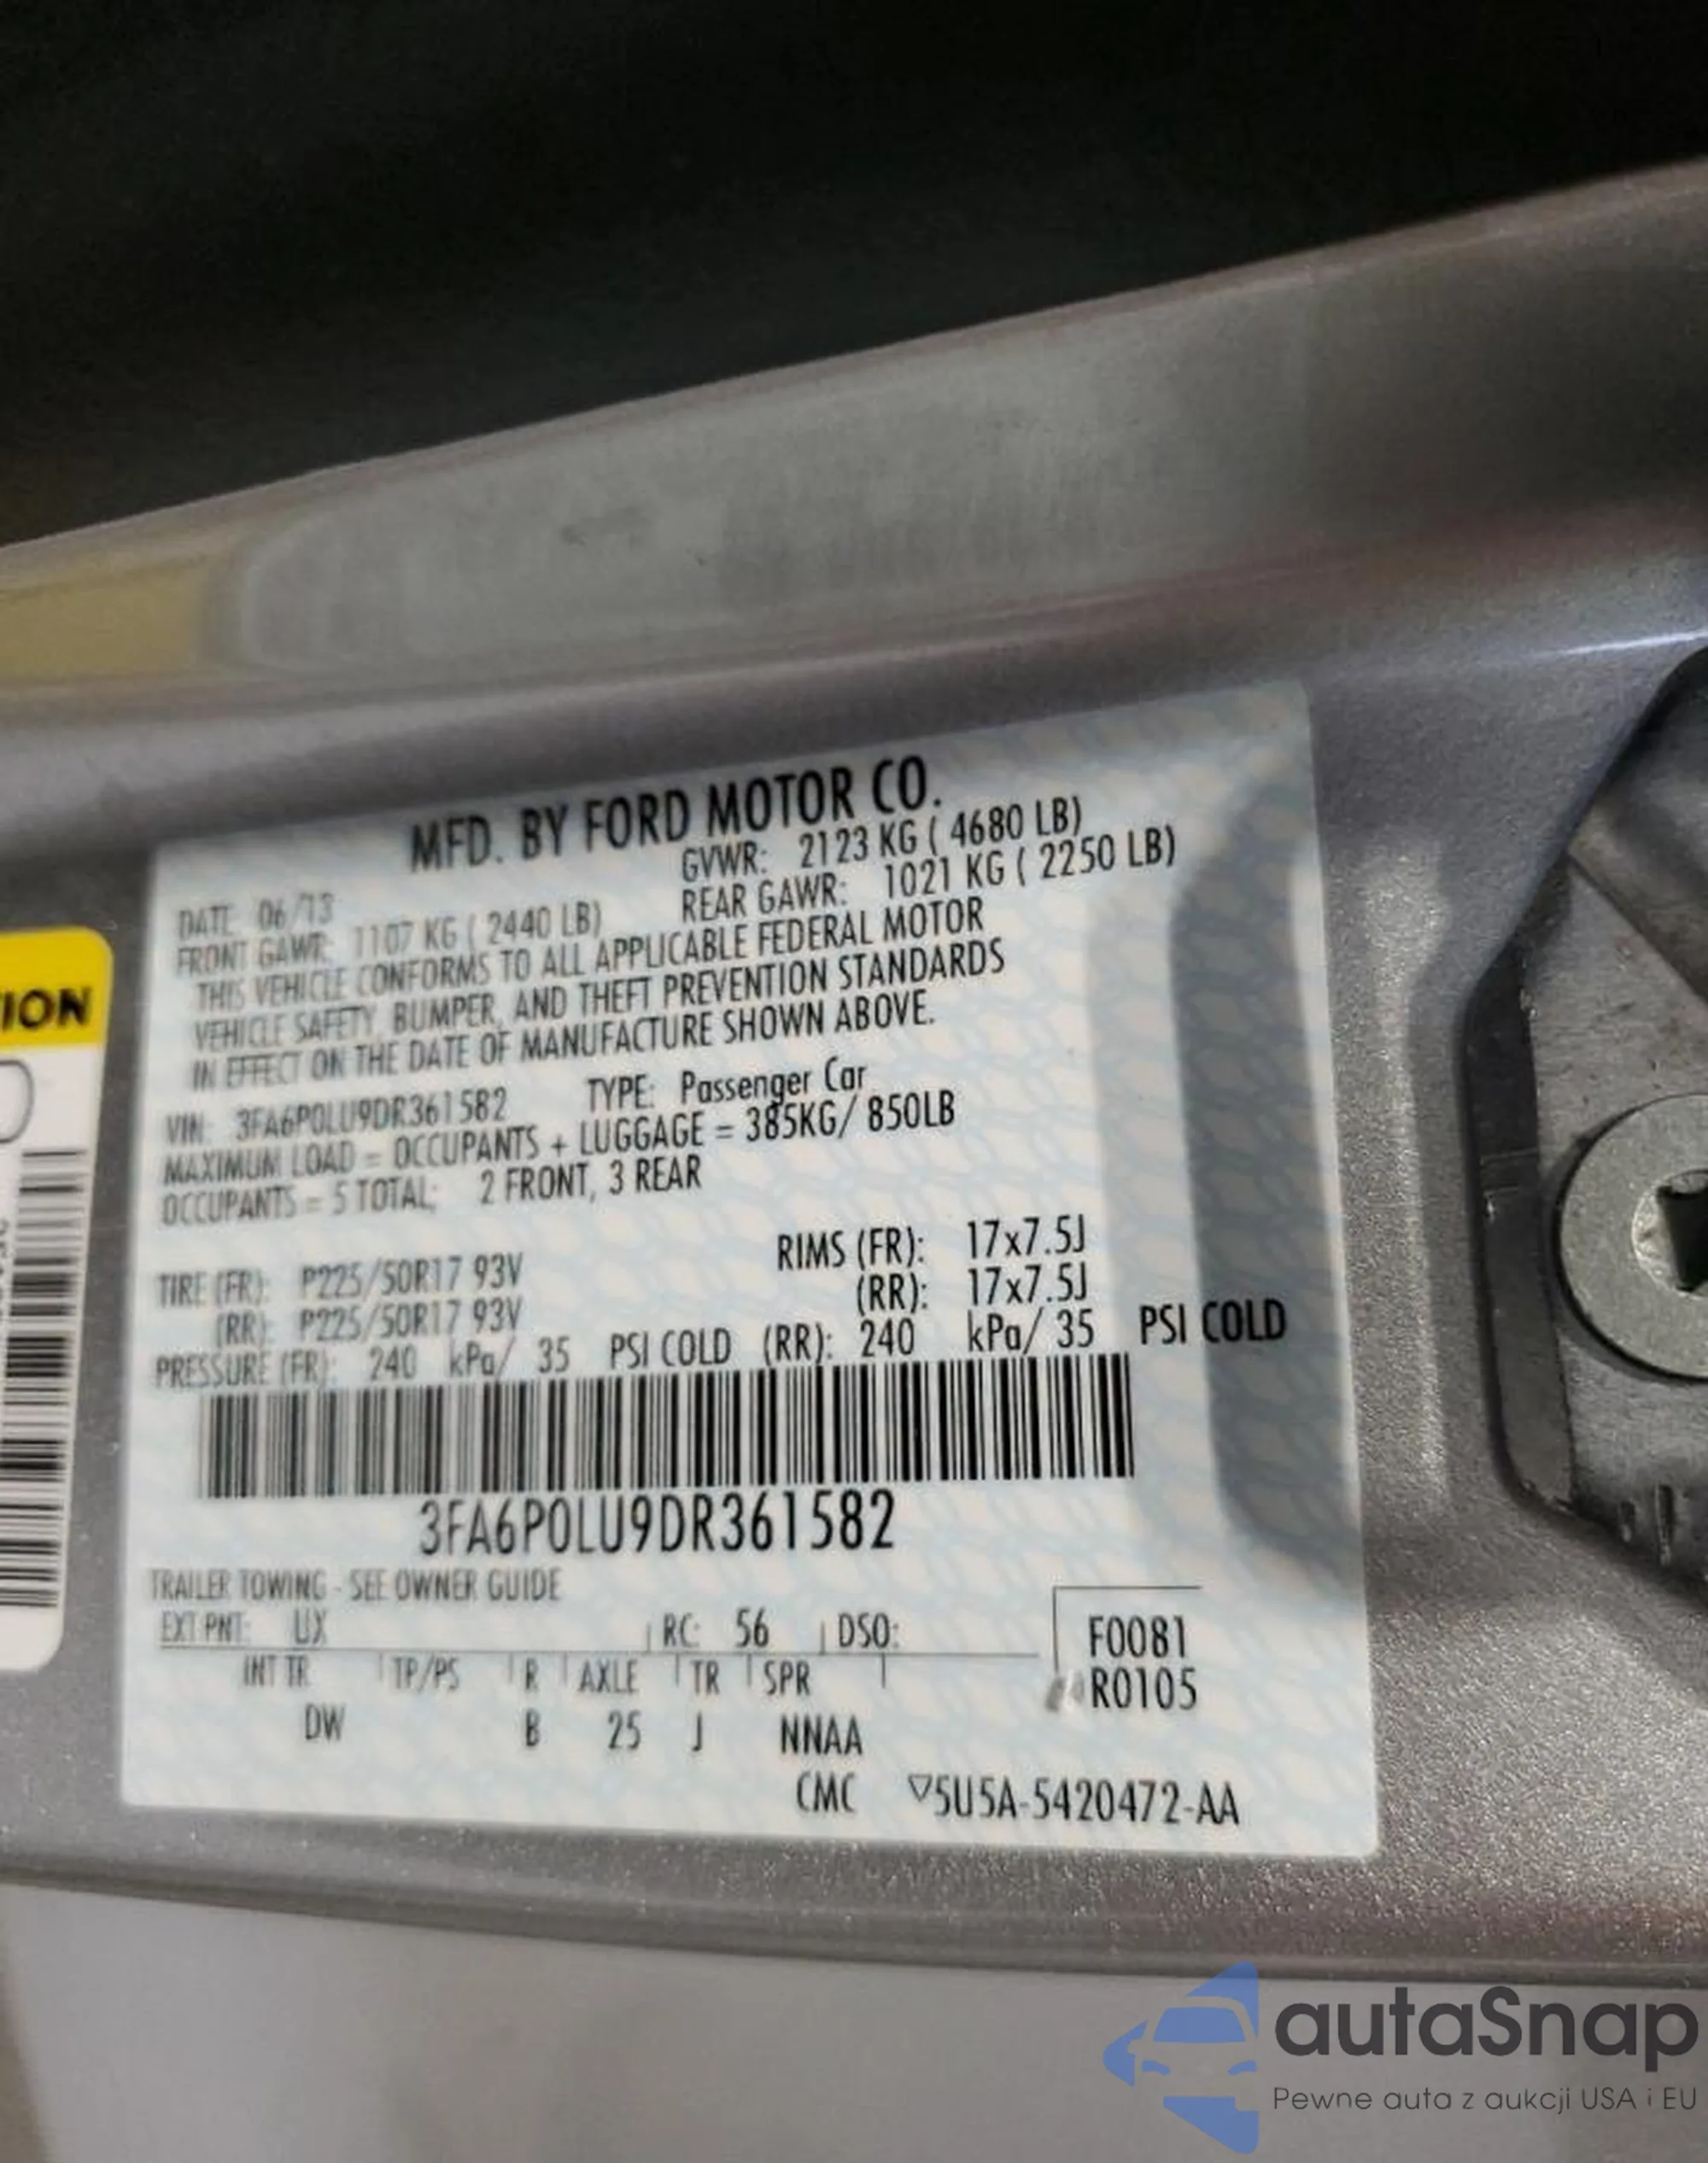 MFD. BY FORD MOTOR CO.
DATE 06/13 GVWR: 2123 KG ( 4680 LB)
FRONT GAWR: 1107 KG ( 2440 LB) REAR GAWR: 1021 KG ( 2250 LB)
THIS VEHICLE CONFORMS TO ALL APPLICABLE FEDERAL MOTOR
VEHICLE SAFETY, BUMPER, AND THEFT PREVENTION STANDARDS
IN EFFECT ON THE DATE OF MANUFACTURE SHOWN ABOVE.
VIN: 3FA6P0LU9DR361582 TYPE: Passenger Car
MAXIMUM LOAD = OCCUPANTS + LUGGAGE = 385KG/ 850LB
OCCUPANTS = 5 TOTAL; 2 FRONT, 3 REAR
TIRE (FR): P225/50R17 93V RIMS (FR): 17x7.5J
(RR): P225/50R17 93V (RR): 17x7.5J
PRESSURE (FR): 240 kPa/ 35 PSI COLD (RR): 240 kPa/ 35 PSI COLD
3FA6P0LU9DR361582
TRAILER TOWING - SEE OWNER GUIDE
EXT PNT: UX RC: 56 DSO: F0081
INT TR TP/PS R AXLE TR SPR R0105
DW B 25 J NNAA
CMC ▽5U5A-5420472-AA
TION
autaSnap
Pewne auta z aukcji USA i EU